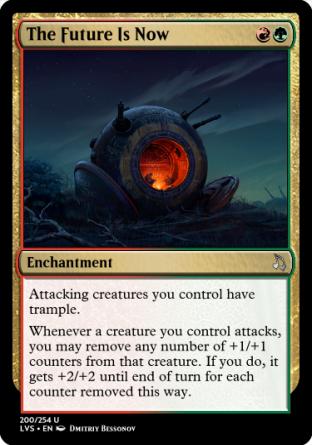 The Future Is Now
Enchantment
Attacking creatures you control have
trample.
Whenever a creature you control attacks,
you may remove any number of +1/+1
counters from that creature. If you do, it
gets +2/+2 until end of turn for each
counter removed this way.
200/254 U
LVS • EN Dmitriy Bessonov